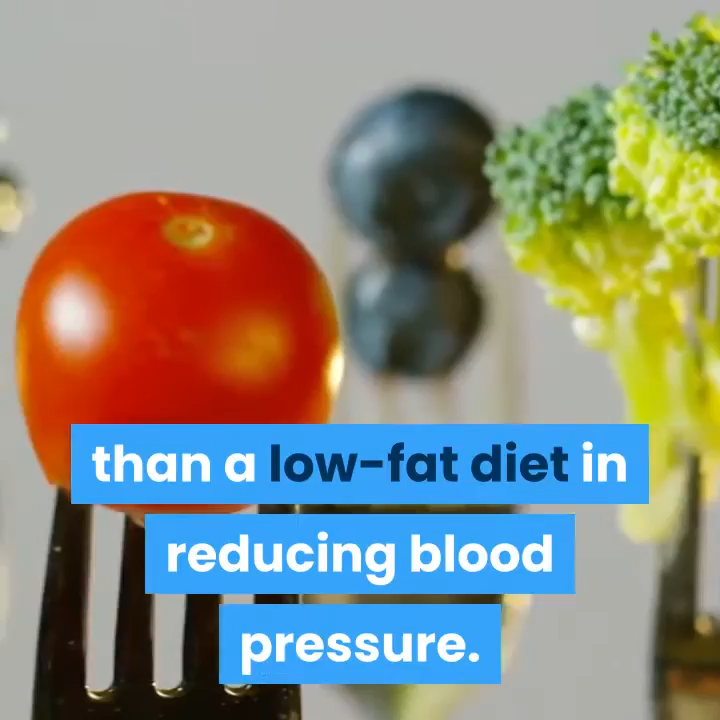 than a low-fat diet in
reducing blood
pressure.